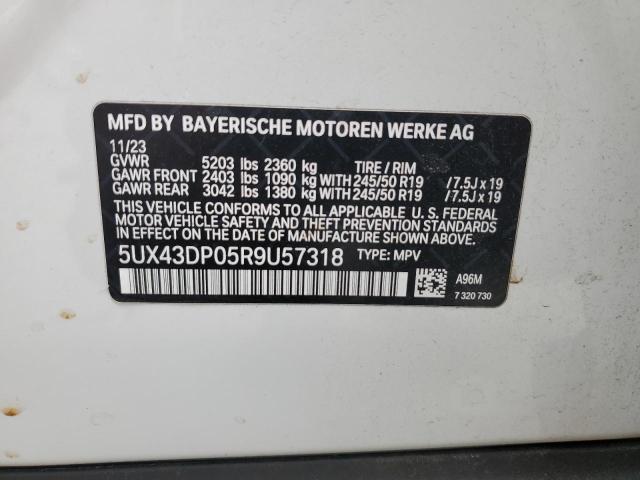 MFD BY BAYERISCHE MOTOREN WERKE AG
11/23
GVWR 5203 lbs 2360 kg TIRE / RIM
GAWR FRONT 2403 lbs 1090 kg WITH 245/50 R19 / 7.5J x 19
GAWR REAR 3042 lbs 1380 kg WITH 245/50 R19 / 7.5J x 19
THIS VEHICLE CONFORMS TO ALL APPLICABLE U. S. FEDERAL
MOTOR VEHICLE SAFETY AND THEFT PREVENTION STANDARDS
IN EFFECT ON THE DATE OF MANUFACTURE SHOWN ABOVE.
5UX43DP05R9U57318 TYPE: MPV
A96M
7 320 730